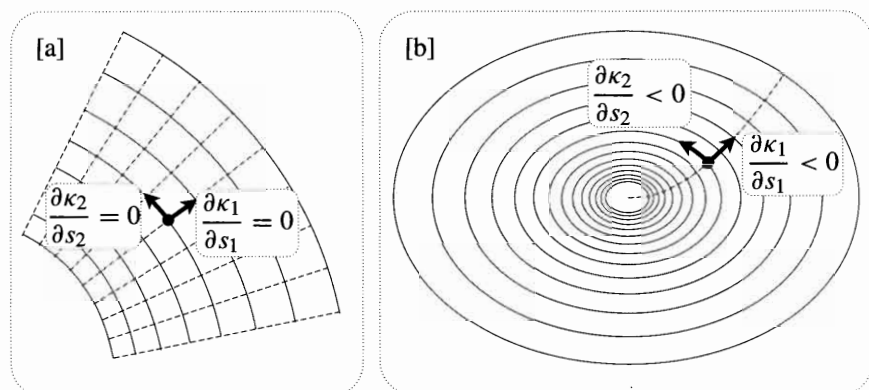 [a]
∂κ₂/∂s₂ = 0
∂κ₁/∂s₁ = 0
[b]
∂κ₂/∂s₂ < 0
∂κ₁/∂s₁ < 0